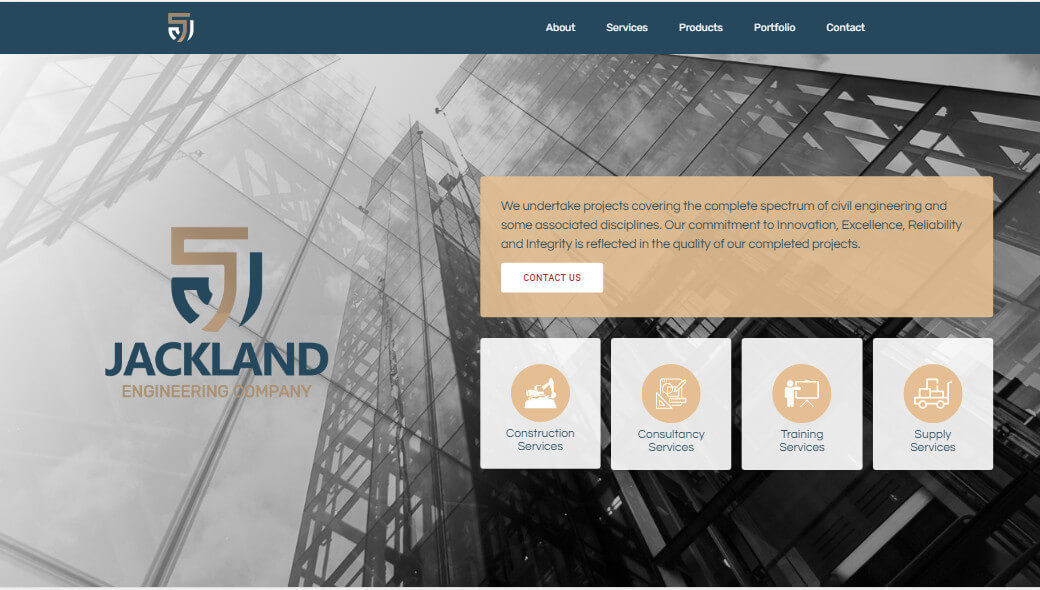 About Services Products Portfolio Contact
We undertake projects covering the complete spectrum of civil engineering and
some associated disciplines. Our commitment to Innovation, Excellence, Reliability
and Integrity is reflected in the quality of our completed projects.
CONTACT US
JACKLAND
ENGINEERING COMPANY
Construction
Services
Consultancy
Services
Training
Services
Supply
Services